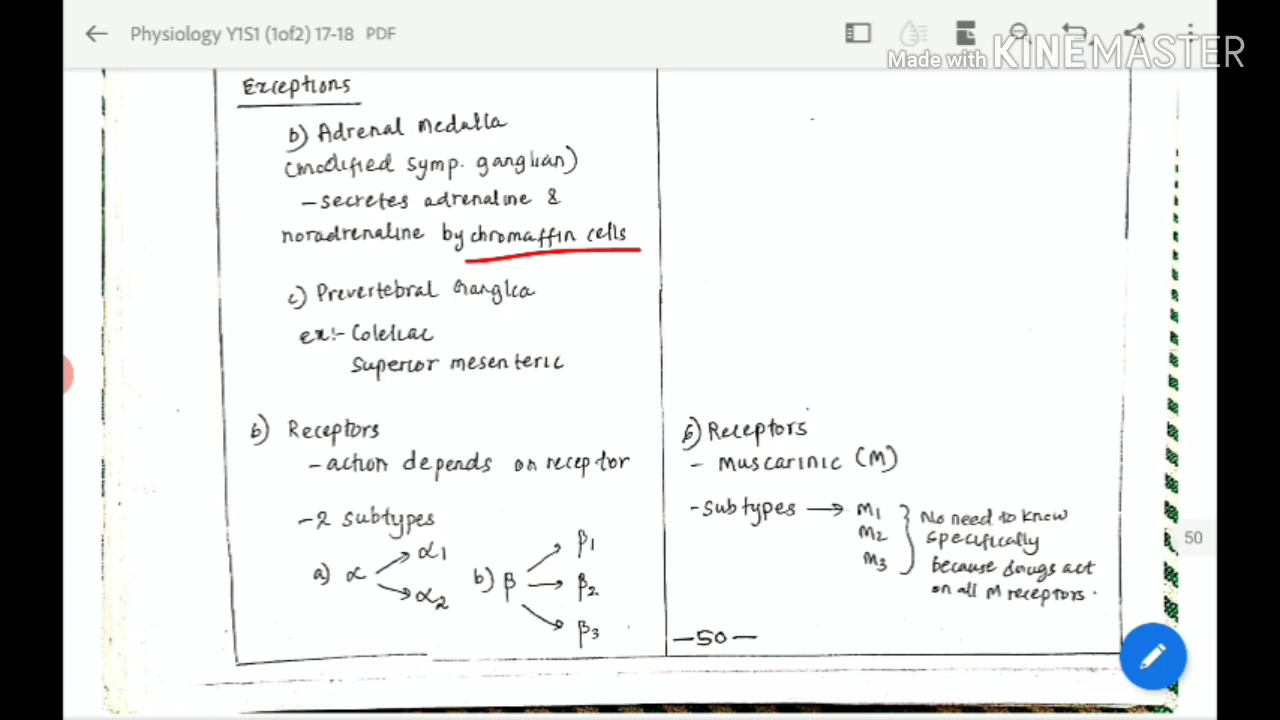 Physiology Y1S1 (1of2) 17-18 PDF
Made with KINEMASTER
Exceptions
b) Adrenal medulla
(modified symp. ganglian)
- secretes adrenaline &
noradrenaline by chromaffin cells
c) Prevertebral Ganglia
ex:- Coleliac
Superior mesenteric
6) Receptors
- action depends on receptor
- 2 subtypes
a) α → α1
→ α2
b) β → β1
→ β2
→ β3
6) Receptors
- muscarinic (M)
- Subtypes → M1
M2
M3
No need to know
specifically
because drugs act
on all M receptors.
-50-
50